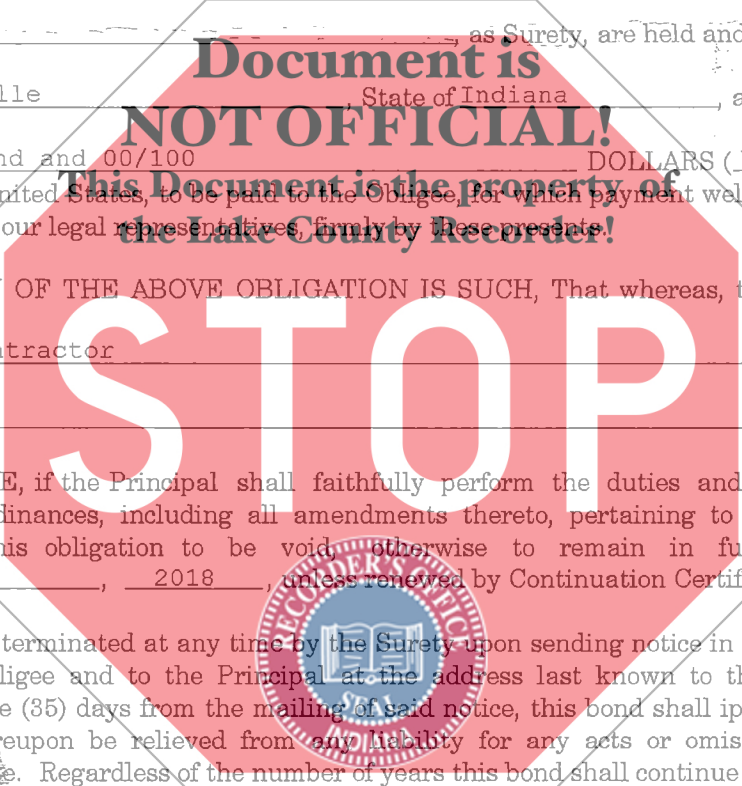 , as Surety, are held and
Document is
lle , State of Indiana , a
NOT OFFICIAL!
nd and 00/100 DOLLARS (
This Document is the property of
nited States, to be paid to the Obligee, for which payment wel
the Lake County Recorder!
our legal representatives, firmly by these presents.
OF THE ABOVE OBLIGATION IS SUCH, That whereas, t
STOP
ntractor
E, if the Principal shall faithfully perform the duties and
dinances, including all amendments thereto, pertaining to
his obligation to be void, otherwise to remain in fu
, 2018 , unless renewed by Continuation Certif
RECORDER'S OFFICE
SEAL
INDIANA
terminated at any time by the Surety upon sending notice in
ligee and to the Principal at the address last known to th
e (35) days from the mailing of said notice, this bond shall ip
reupon be relieved from any liability for any acts or omis
e. Regardless of the number of years this bond shall continue